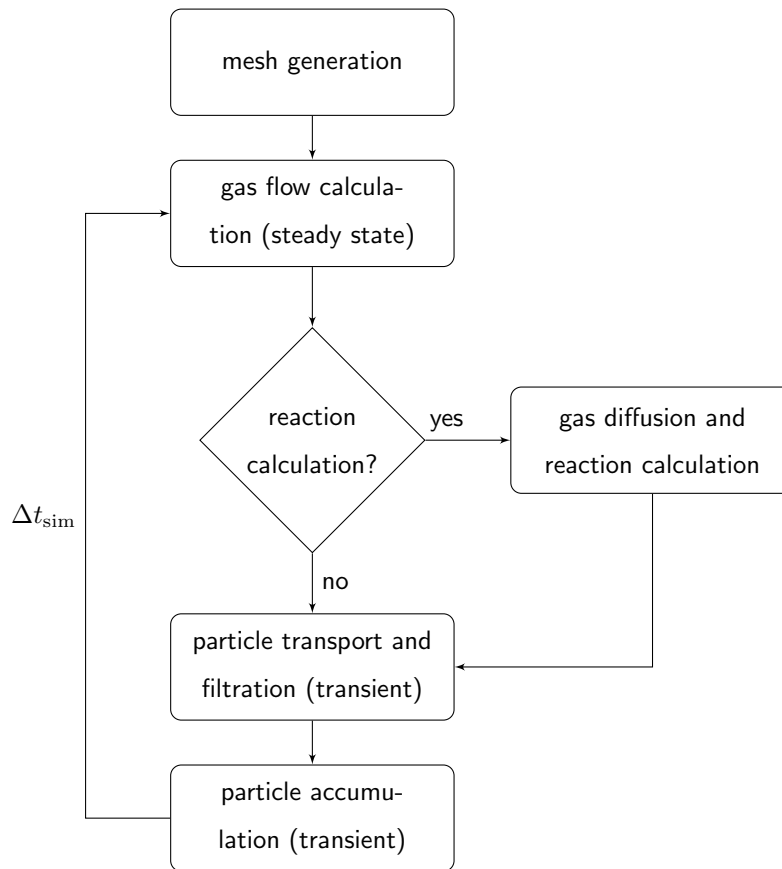 mesh generation
gas flow calcula-
tion (steady state)
reaction
calculation?
yes
gas diffusion and
reaction calculation
Δt_sim
no
particle transport and
filtration (transient)
particle accumu-
lation (transient)